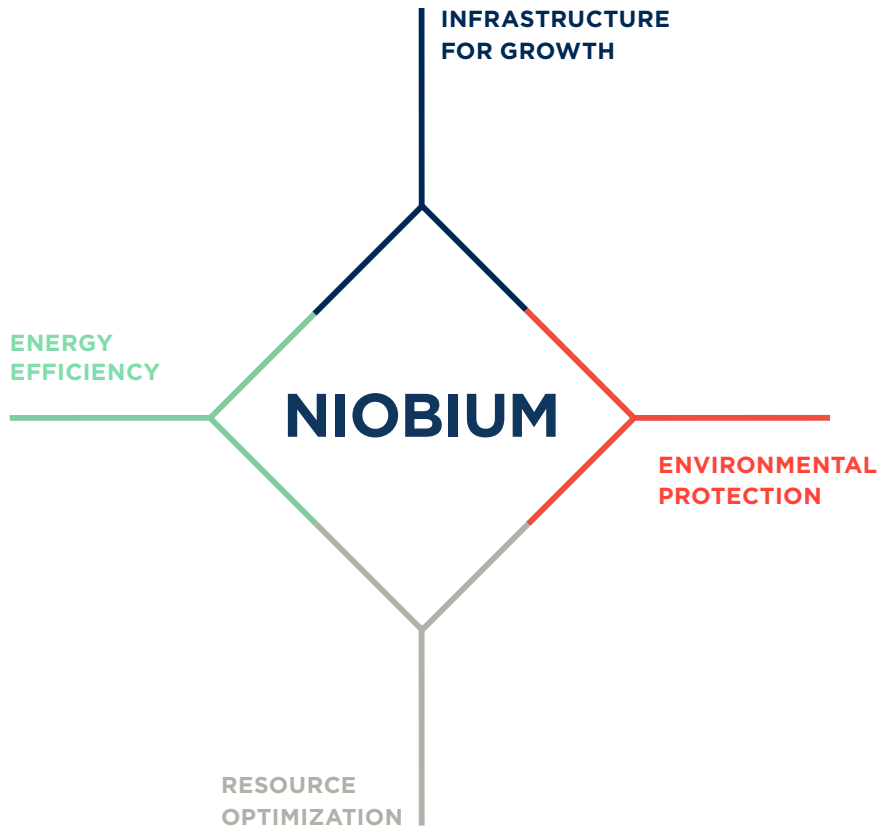 INFRASTRUCTURE
FOR GROWTH
ENERGY
EFFICIENCY
NIOBIUM
ENVIRONMENTAL
PROTECTION
RESOURCE
OPTIMIZATION